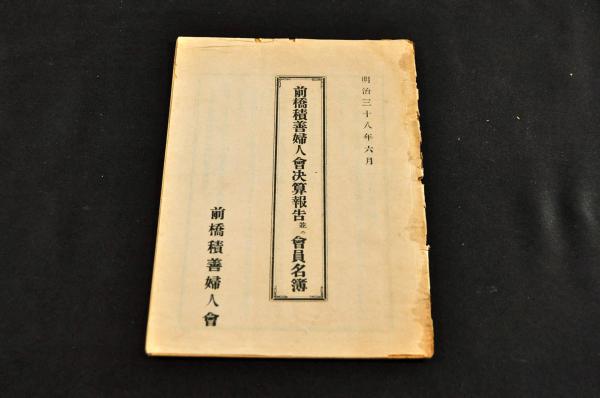 明治三十八年六月
前橋積善婦人會决算報告並ニ會員名簿
前橋積善婦人會